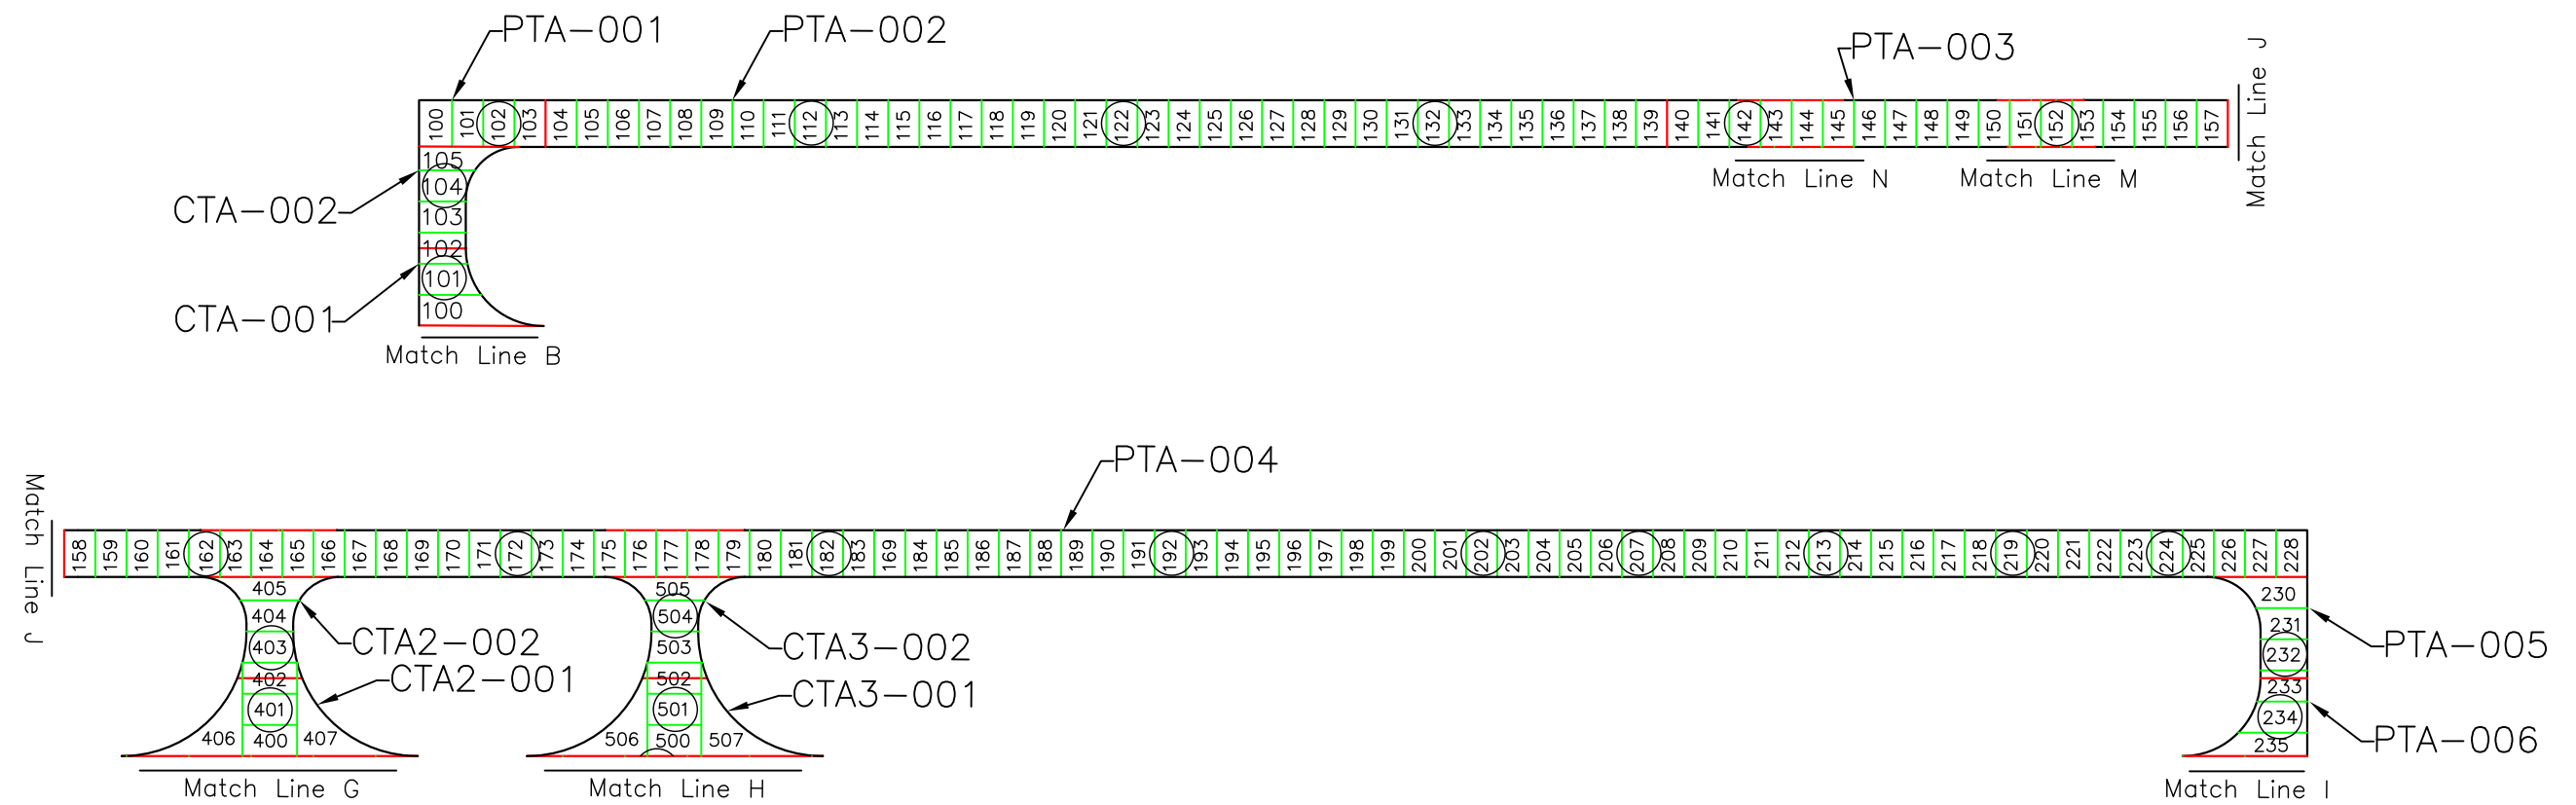 PTA-001
PTA-002
PTA-003
Match Line J
100 101 102 103 104 105 106 107 108 109 110 111 112 113 114 115 116 117 118 119 120 121 122 123 124 125 126 127 128 129 130 131 132 133 134 135 136 137 138 139 140 141 142 143 144 145 146 147 148 149 150 151 152 153 154 155 156 157
Match Line N
Match Line M
105
104
CTA-002
103
102
101
CTA-001
100
Match Line B
PTA-004
Match Line J
158 159 160 161 162 163 164 165 166 167 168 169 170 171 172 173 174 175 176 177 178 179 180 181 182 183 169 184 185 186 187 188 189 190 191 192 193 194 195 196 197 198 199 200 201 202 203 204 205 206 207 208 209 210 211 212 213 214 215 216 217 218 219 220 221 222 223 224 225 226 227 228
405
404
403
402
401
406 400 407
CTA2-002
CTA2-001
Match Line G
505
504
503
502
501
506 500 507
CTA3-002
CTA3-001
Match Line H
230
231
232
233
234
235
PTA-005
PTA-006
Match Line I